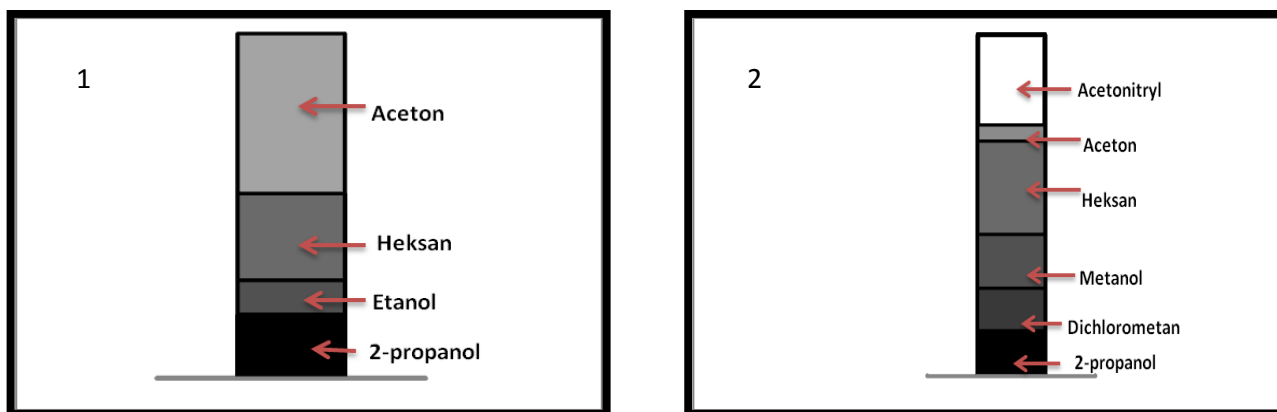 1
Aceton
Heksan
Etanol
2-propanol
2
Acetonitryl
Aceton
Heksan
Metanol
Dichlorometan
2-propanol